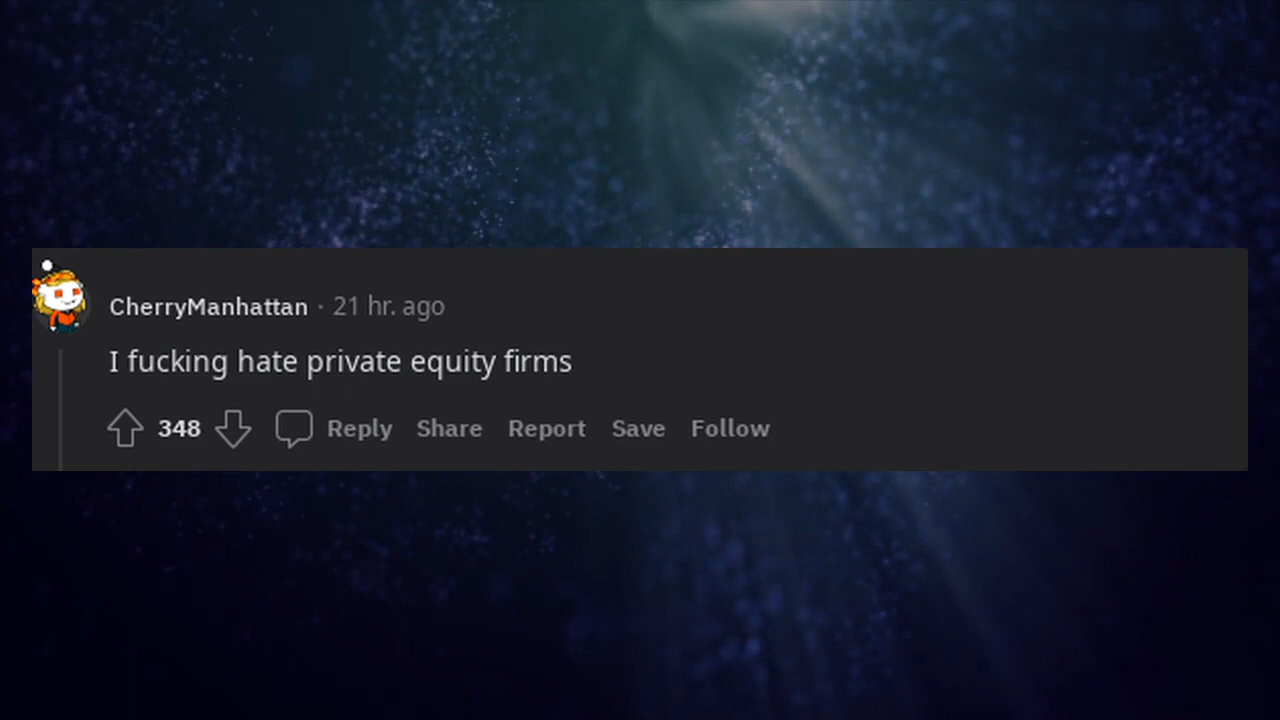 CherryManhattan · 21 hr. ago
I fucking hate private equity firms
348 Reply Share Report Save Follow